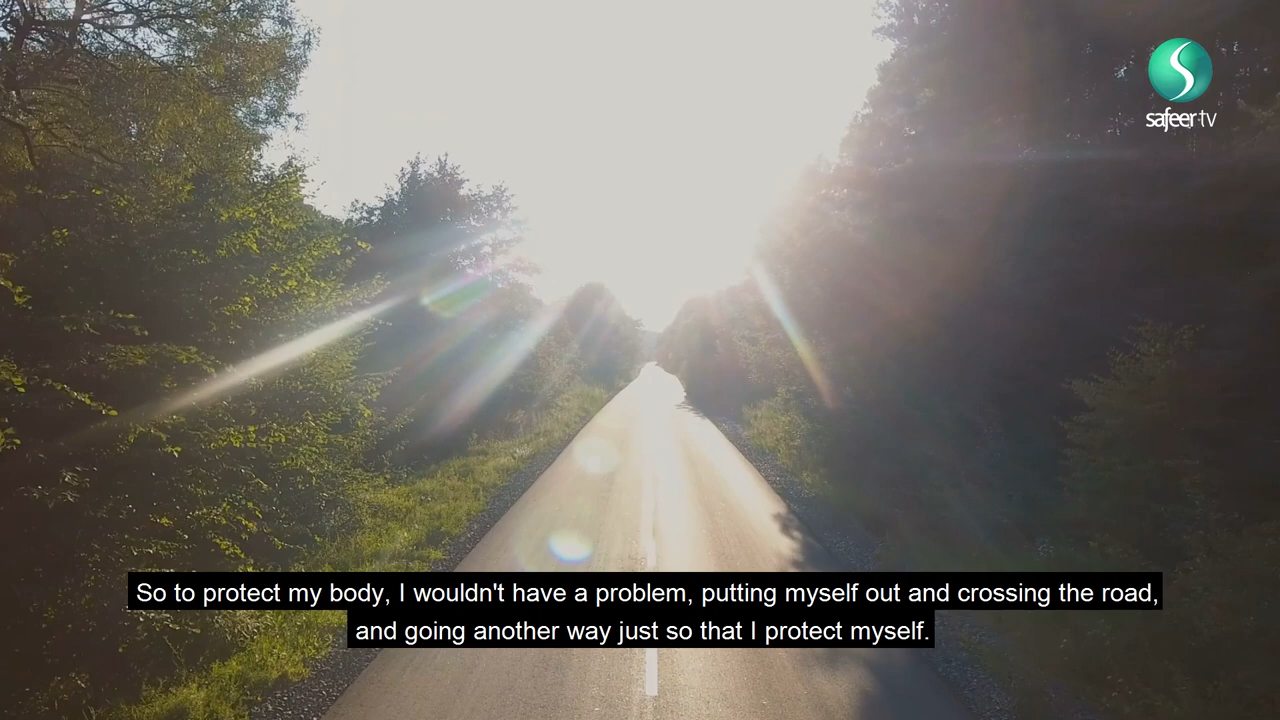 safeer tv
So to protect my body, I wouldn't have a problem, putting myself out and crossing the road,
and going another way just so that I protect myself.